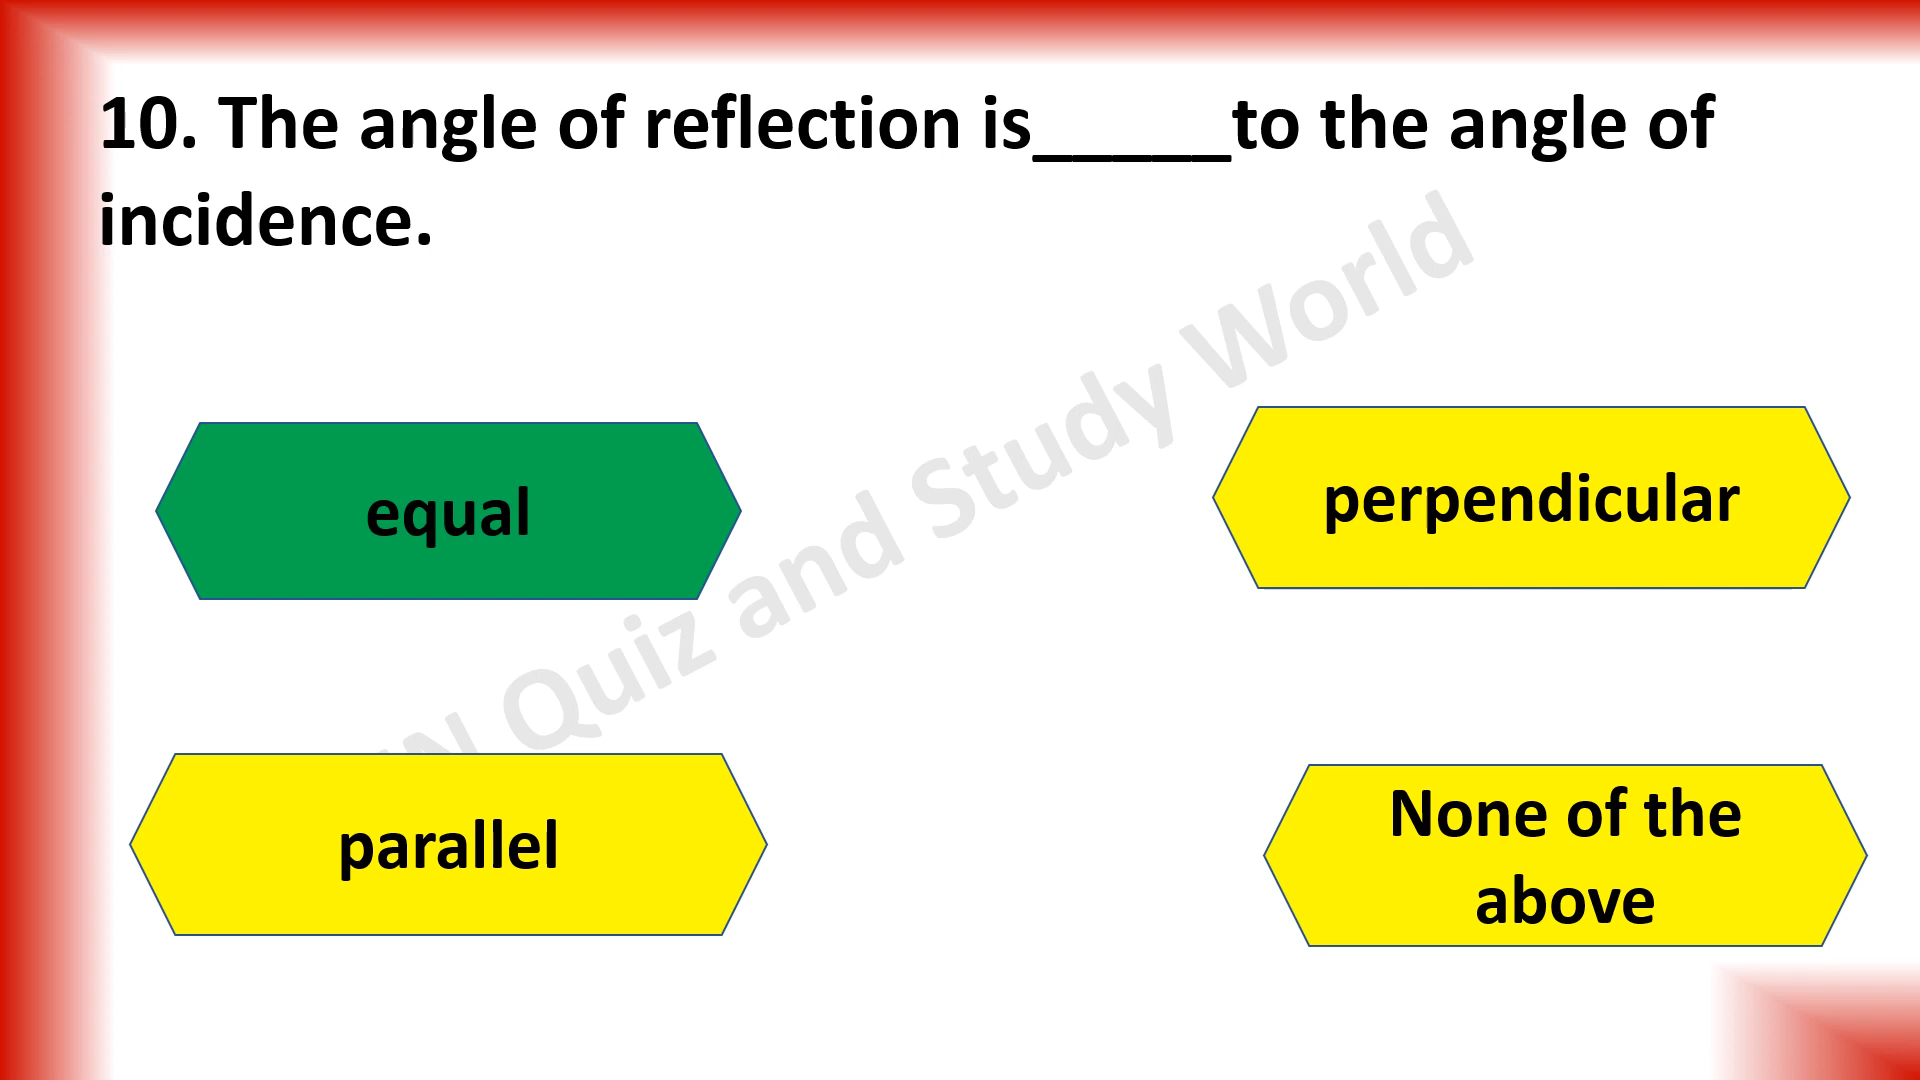 10. The angle of reflection is_____to the angle of
incidence.
equal
perpendicular
parallel
None of the
above
Quiz and Study World